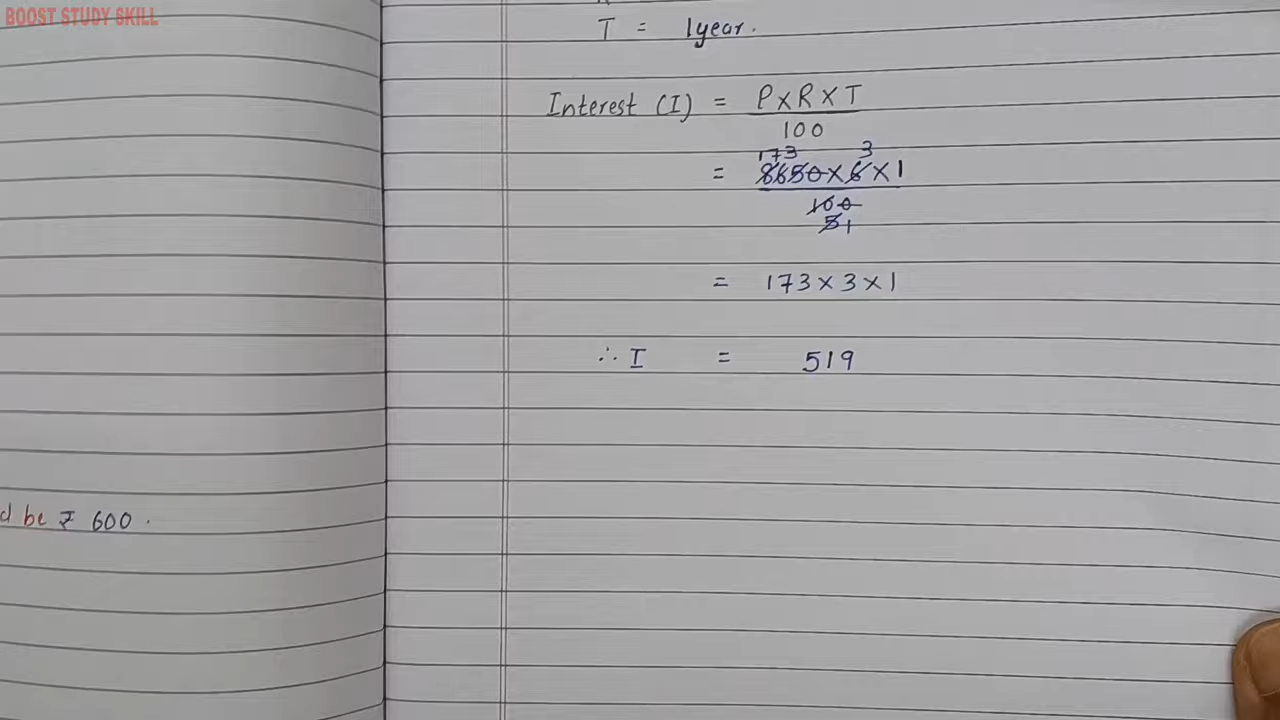 BOOST STUDY SKILL
T = 1year.
Interest (I) = P×R×T
100
173 3
= 8650×6×1
100
5 1
= 173×3×1
∴ I = 519
be ₹ 600.